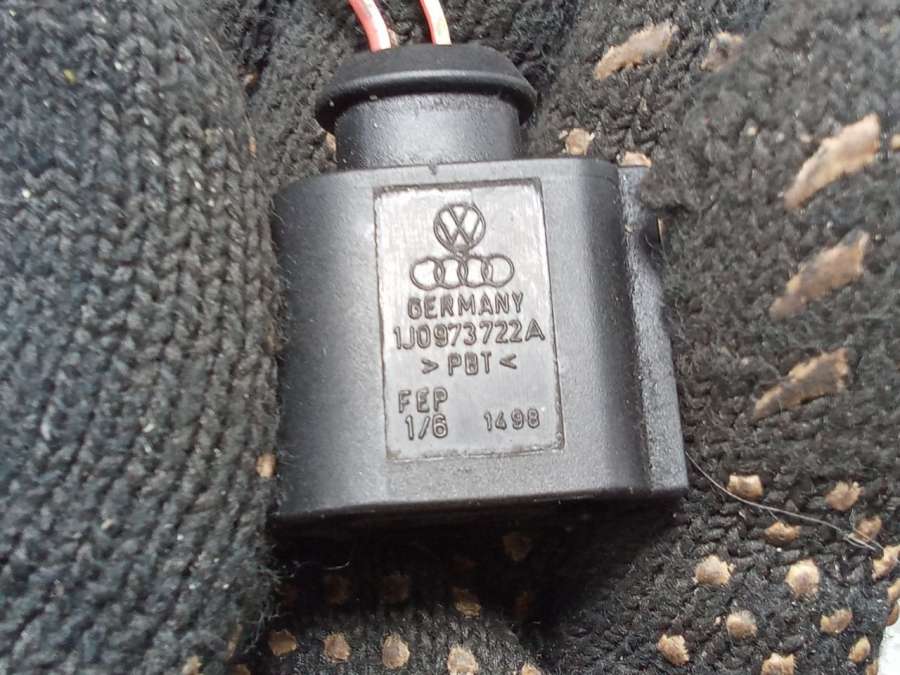 GERMANY
1J0973722A
>PBT<
FEP
1/6 1498